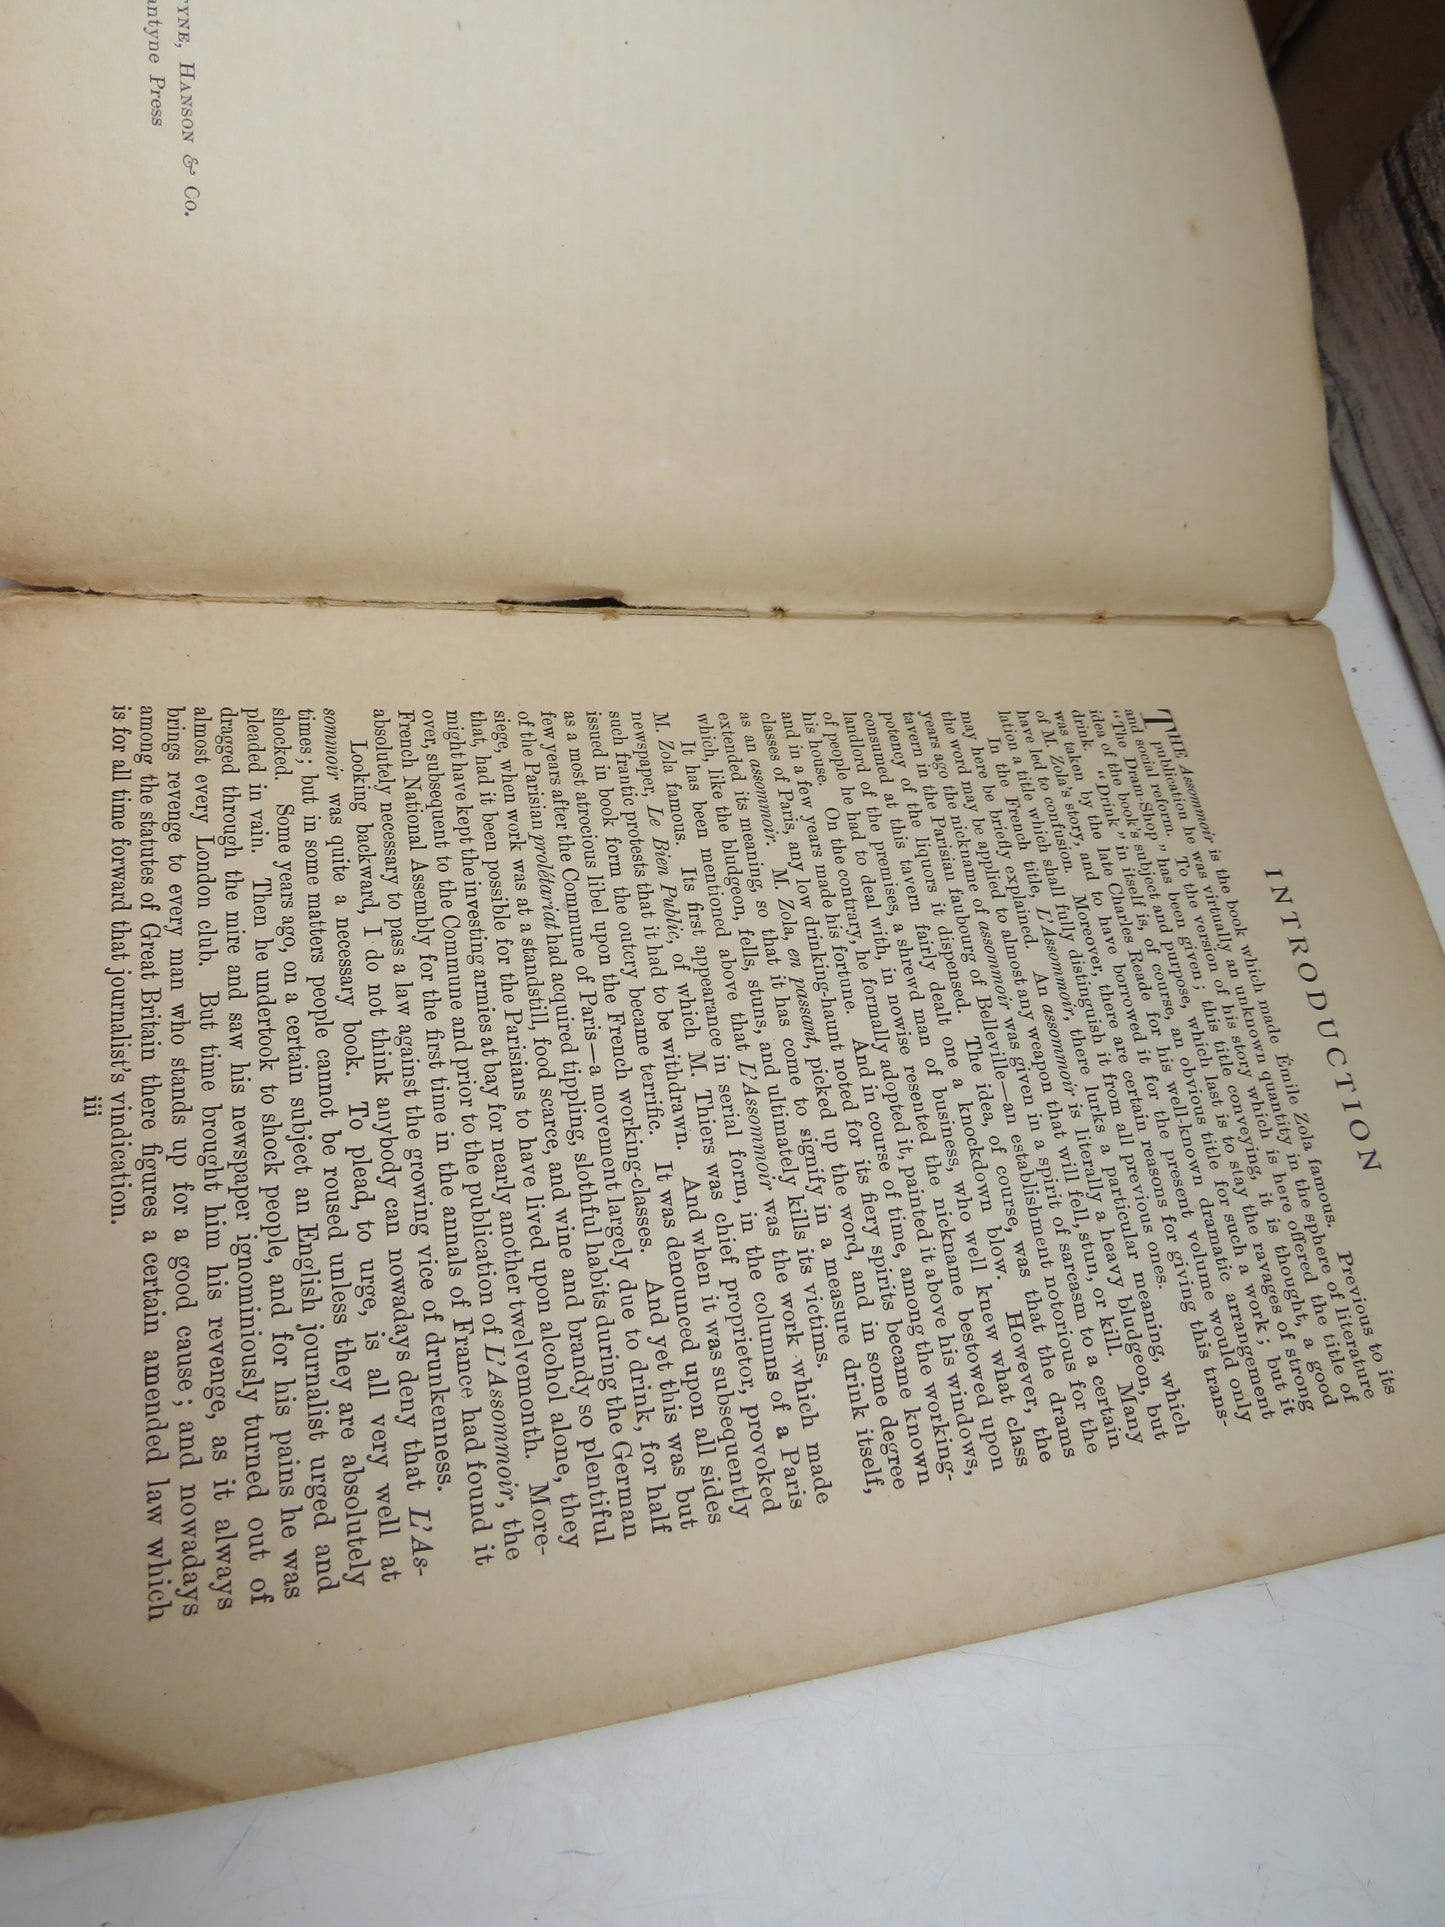 TYNE, HANSON & CO.
antyne Press
INTRODUCTION
THE Assommoir is the book which made Émile Zola famous. Previous to its
publication he was virtually an unknown quantity in the sphere of literature
and social reform. To the version of his story which is here offered the title of
"The Dram-Shop" has been given; this title conveying, it is thought, a good
idea of the book's subject and purpose, which last is to stay the ravages of strong
drink. "Drink" in itself is, of course, an obvious title for such a work; but it
was taken by the late Charles Reade for his well-known dramatic arrangement
of M. Zola's story, and to have borrowed it for the present volume would only
have led to confusion. Moreover, there are certain reasons for giving this trans-
lation a title which shall fully distinguish it from all previous ones.
In the French title, L'Assommoir, there lurks a particular meaning, which
may here be briefly explained. An assommoir is literally a heavy bludgeon, but
the word may be applied to almost any weapon that will fell, stun, or kill. Many
years ago the nickname of assommoir was given in a spirit of sarcasm to a certain
tavern in the Parisian faubourg of Belleville—an establishment notorious for the
potency of the liquors it dispensed. The idea, of course, was that the drams
consumed at this tavern fairly dealt one a knockdown blow. However, the
landlord of the premises, a shrewd man of business, who well knew what class
of people he had to deal with, in nowise resented the nickname bestowed upon
his house. On the contrary, he formally adopted it, painted it above his windows,
and in a few years made his fortune. And in course of time, among the working-
classes of Paris, any low drinking-haunt noted for its fiery spirits became known
as an assommoir. M. Zola, en passant, picked up the word, and in some degree
extended its meaning, so that it has come to signify in a measure drink itself,
which, like the bludgeon, fells, stuns, and ultimately kills its victims.
It has been mentioned above that L'Assommoir was the work which made
M. Zola famous. Its first appearance in serial form, in the columns of a Paris
newspaper, Le Bien Public, of which M. Thiers was chief proprietor, provoked
such frantic protests that it had to be withdrawn. And when it was subsequently
issued in book form the outcry became terrific. It was denounced upon all sides
as a most atrocious libel upon the French working-classes. And yet this was but
few years after the Commune of Paris—a movement largely due to drink, for half
of the Parisian prolétariat had acquired tippling, slothful habits during the German
siege, when work was at a standstill, food scarce, and wine and brandy so plentiful
that, had it been possible for the Parisians to have lived upon alcohol alone, they
might have kept the investing armies at bay for nearly another twelvemonth. More-
over, subsequent to the Commune and prior to the publication of L'Assommoir, the
French National Assembly for the first time in the annals of France had found it
absolutely necessary to pass a law against the growing vice of drunkenness.
Looking backward, I do not think anybody can nowadays deny that L'As-
sommoir was quite a necessary book. To plead, to urge, is all very well at
times; but in some matters people cannot be roused unless they are absolutely
shocked. Some years ago, on a certain subject an English journalist urged and
pleaded in vain. Then he undertook to shock people, and for his pains he was
dragged through the mire and saw his newspaper ignominiously turned out of
almost every London club. But time brought him his revenge, as it always
brings revenge to every man who stands up for a good cause; and nowadays
among the statutes of Great Britain there figures a certain amended law which
is for all time forward that journalist's vindication.
iii